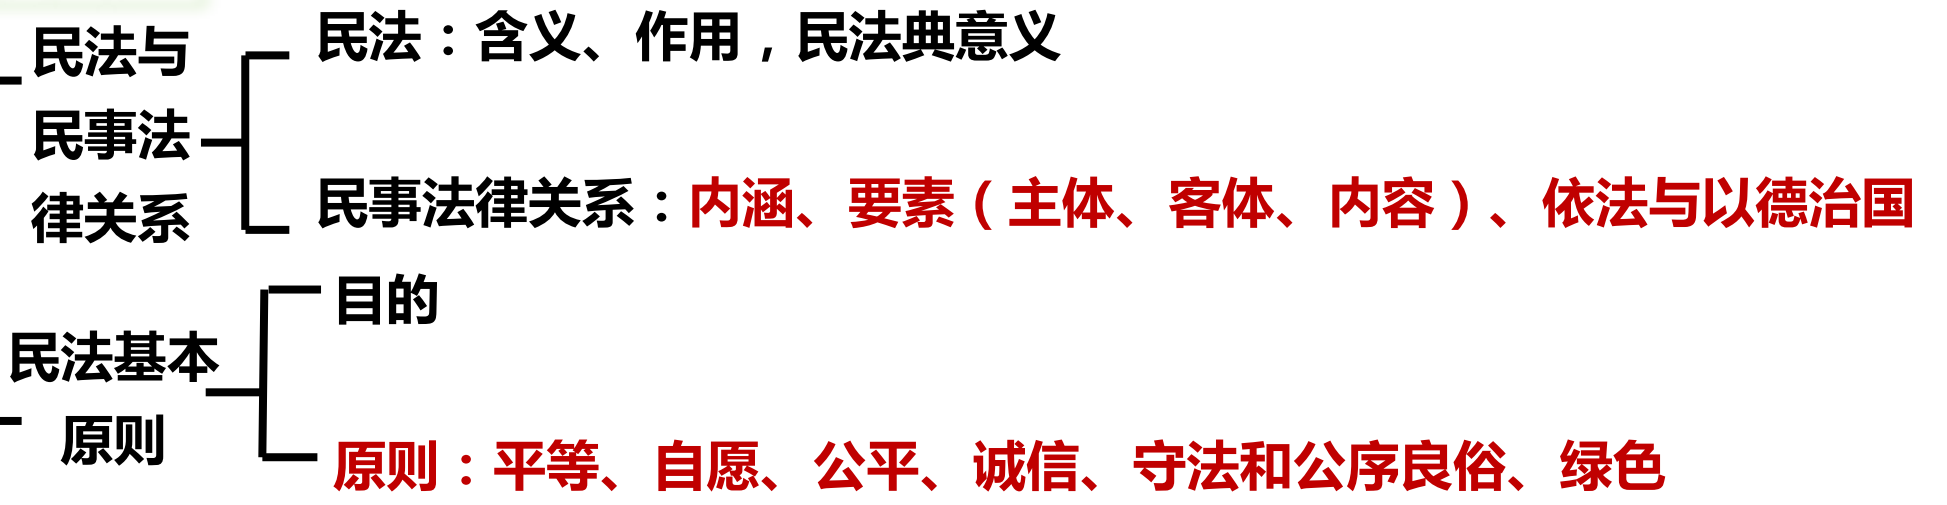 民法与
民事法
律关系
民法：含义、作用，民法典意义
民事法律关系：内涵、要素（主体、客体、内容）、依法与以德治国
民法基本
原则
目的
原则：平等、自愿、公平、诚信、守法和公序良俗、绿色